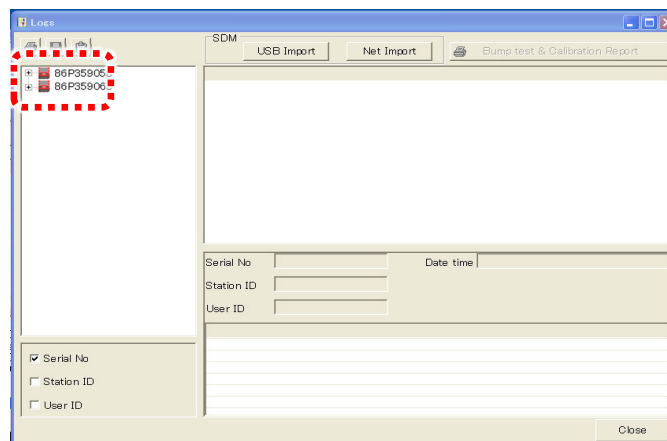 Logs
SDM
USB Import
Net Import
Bump test & Calibration Report
86P35905
86P35906
Serial No
Date time
Station ID
User ID
Serial No
Station ID
User ID
Close